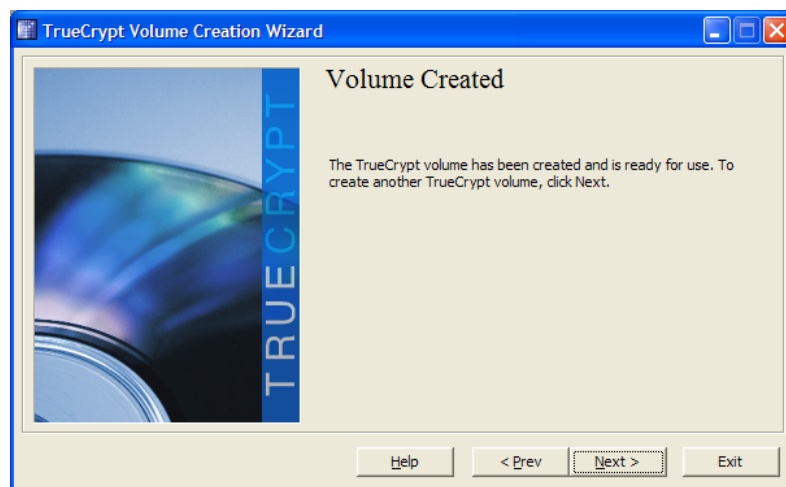 TrueCrypt Volume Creation Wizard
TRUECRYPT
Volume Created
The TrueCrypt volume has been created and is ready for use. To
create another TrueCrypt volume, click Next.
Help
< Prev
Next >
Exit